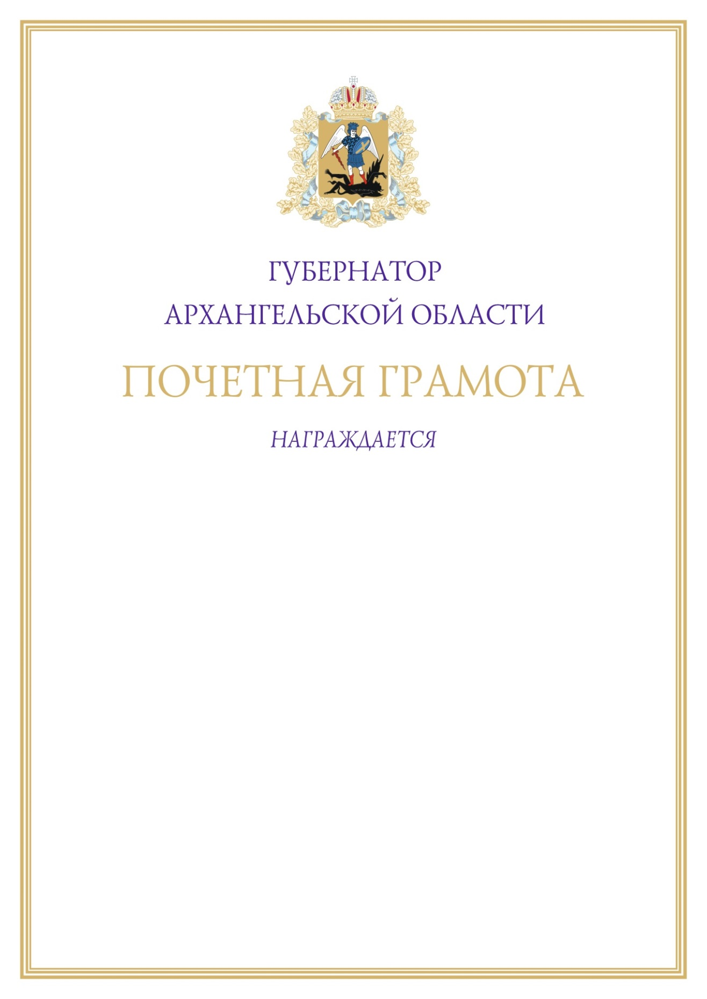 ГУБЕРНАТОР
АРХАНГЕЛЬСКОЙ ОБЛАСТИ
ПОЧЕТНАЯ ГРАМОТА
НАГРАЖДАЕТСЯ